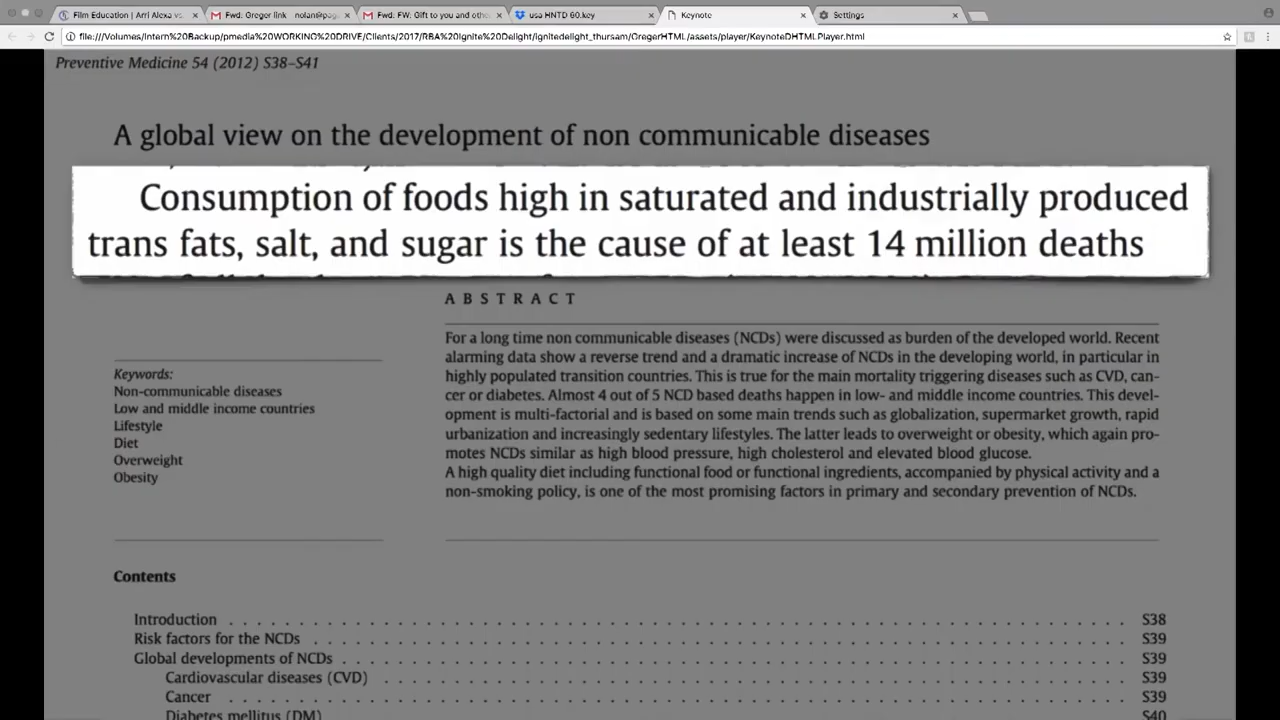 Film Education | Arri Alexa vs.
Fwd: Greger link - nolan@pag
Fwd: FW: Gift to you and othe
usa HNTD 60.key
Keynote
Settings
file:///Volumes/Intern%20Backup/pmedia%20WORKING%20DRIVE/Clients/2017/RBA%20Ignite%20Delight/ignitedelight_thursam/GregerHTML/assets/player/KeynoteDHTMLPlayer.html
Preventive Medicine 54 (2012) S38–S41
A global view on the development of non communicable diseases
Consumption of foods high in saturated and industrially produced
trans fats, salt, and sugar is the cause of at least 14 million deaths
ABSTRACT
For a long time non communicable diseases (NCDs) were discussed as burden of the developed world. Recent
alarming data show a reverse trend and a dramatic increase of NCDs in the developing world, in particular in
highly populated transition countries. This is true for the main mortality triggering diseases such as CVD, can-
cer or diabetes. Almost 4 out of 5 NCD based deaths happen in low- and middle income countries. This devel-
opment is multi-factorial and is based on some main trends such as globalization, supermarket growth, rapid
urbanization and increasingly sedentary lifestyles. The latter leads to overweight or obesity, which again pro-
motes NCDs similar as high blood pressure, high cholesterol and elevated blood glucose.
A high quality diet including functional food or functional ingredients, accompanied by physical activity and a
non-smoking policy, is one of the most promising factors in primary and secondary prevention of NCDs.
Keywords:
Non-communicable diseases
Low and middle income countries
Lifestyle
Diet
Overweight
Obesity
Contents
Introduction S38
Risk factors for the NCDs S39
Global developments of NCDs S39
Cardiovascular diseases (CVD) S39
Cancer S39
Diabetes mellitus (DM) S40